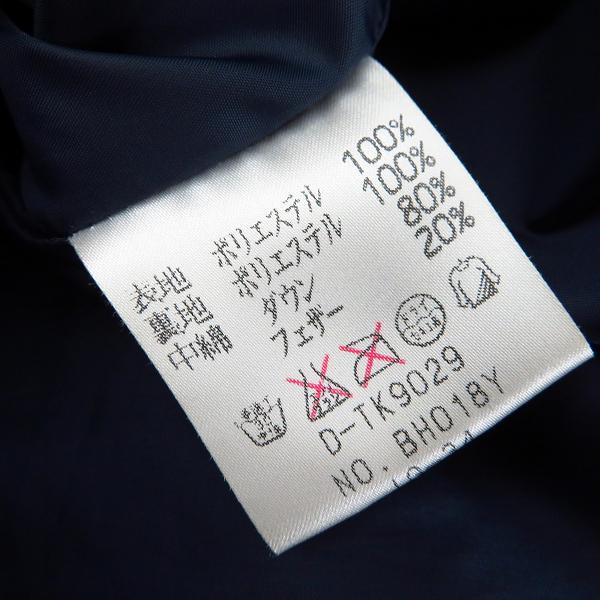 表地 ポリエステル 100%
裏地 ポリエステル 100%
中綿 ダウン 80%
フェザー 20%
D-TK9029
NO. BH018Y